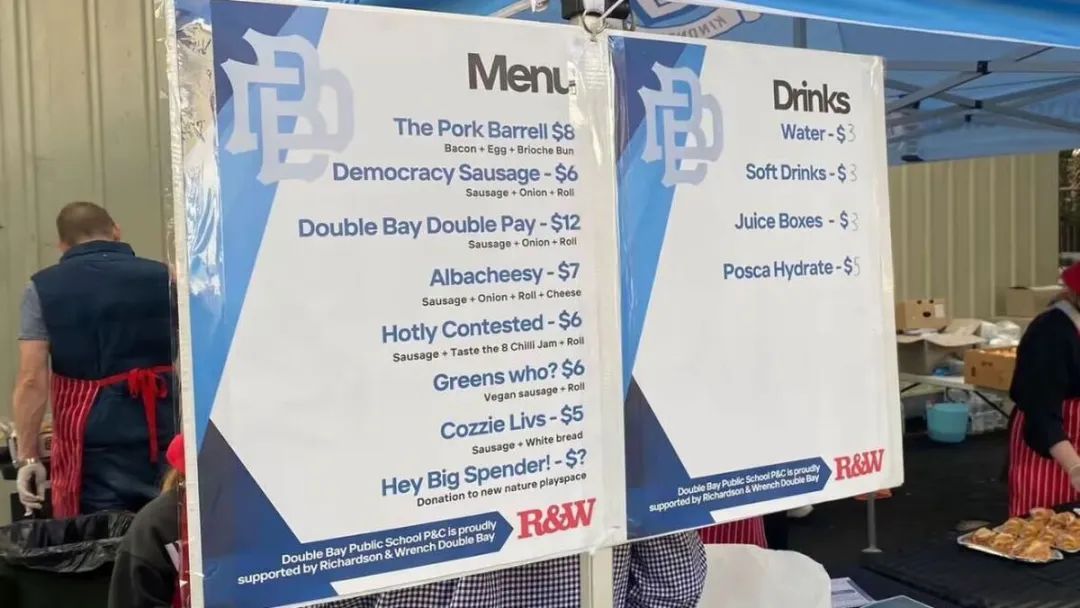 Menu
The Pork Barrell $8
Bacon + Egg + Brioche Bun
Democracy Sausage - $6
Sausage + Onion + Roll
Double Bay Double Pay - $12
Sausage + Onion + Roll
Albacheesy - $7
Sausage + Onion + Roll + Cheese
Hotly Contested - $6
Sausage + Taste the 8 Chilli Jam + Roll
Greens who? $6
Vegan sausage + Roll
Cozzie Livs - $5
Sausage + White bread
Hey Big Spender! - $?
Donation to new nature playspace
Double Bay Public School P&C is proudly
supported by Richardson & Wrench Double Bay
R&W
Drinks
Water - $3
Soft Drinks - $3
Juice Boxes - $3
Posca Hydrate - $5
Double Bay Public School P&C is proudly
supported by Richardson & Wrench Double Bay
R&W